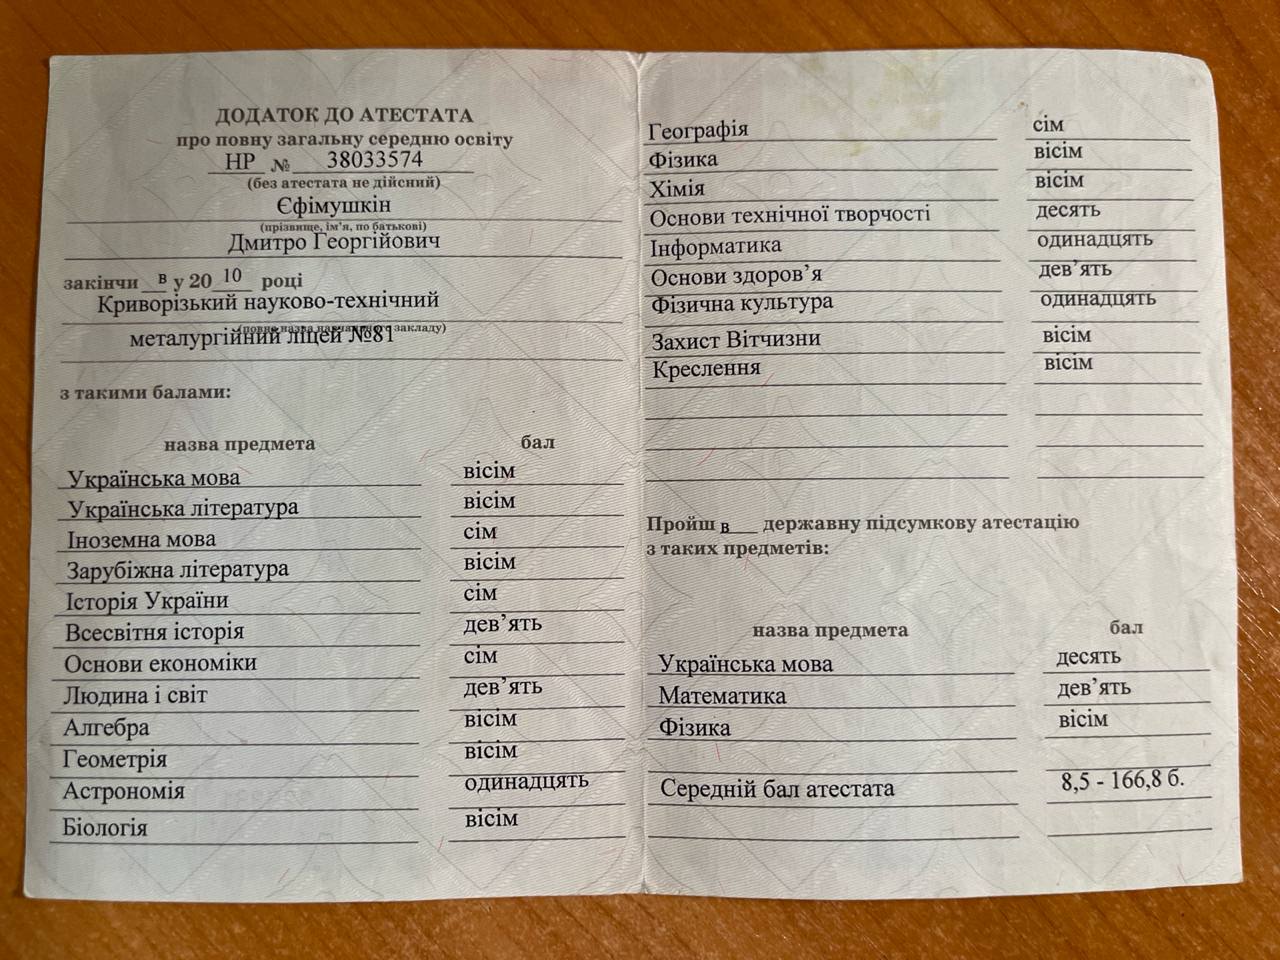 ДОДАТОК ДО АТЕСТАТА
про повну загальну середню освіту
НР № 38033574
(без атестата не дійсний)
Єфімушкін
(прізвище, ім'я, по батькові)
Дмитро Георгійович
закінчи в у 20 10 році
Криворізький науково-технічний
(повна назва навчального закладу)
металургійний ліцей №81
з такими балами:
назва предмета бал
Українська мова вісім
Українська література вісім
Іноземна мова сім
Зарубіжна література вісім
Історія України сім
Всесвітня історія дев’ять
Основи економіки сім
Людина і світ дев’ять
Алгебра вісім
Геометрія вісім
Астрономія одинадцять
Біологія вісім
Географія сім
Фізика вісім
Хімія вісім
Основи технічної творчості десять
Інформатика одинадцять
Основи здоров’я дев’ять
Фізична культура одинадцять
Захист Вітчизни вісім
Креслення вісім
Пройш в державну підсумкову атестацію
з таких предметів:
назва предмета бал
Українська мова десять
Математика дев’ять
Фізика вісім
Середній бал атестата 8,5 - 166,8 б.